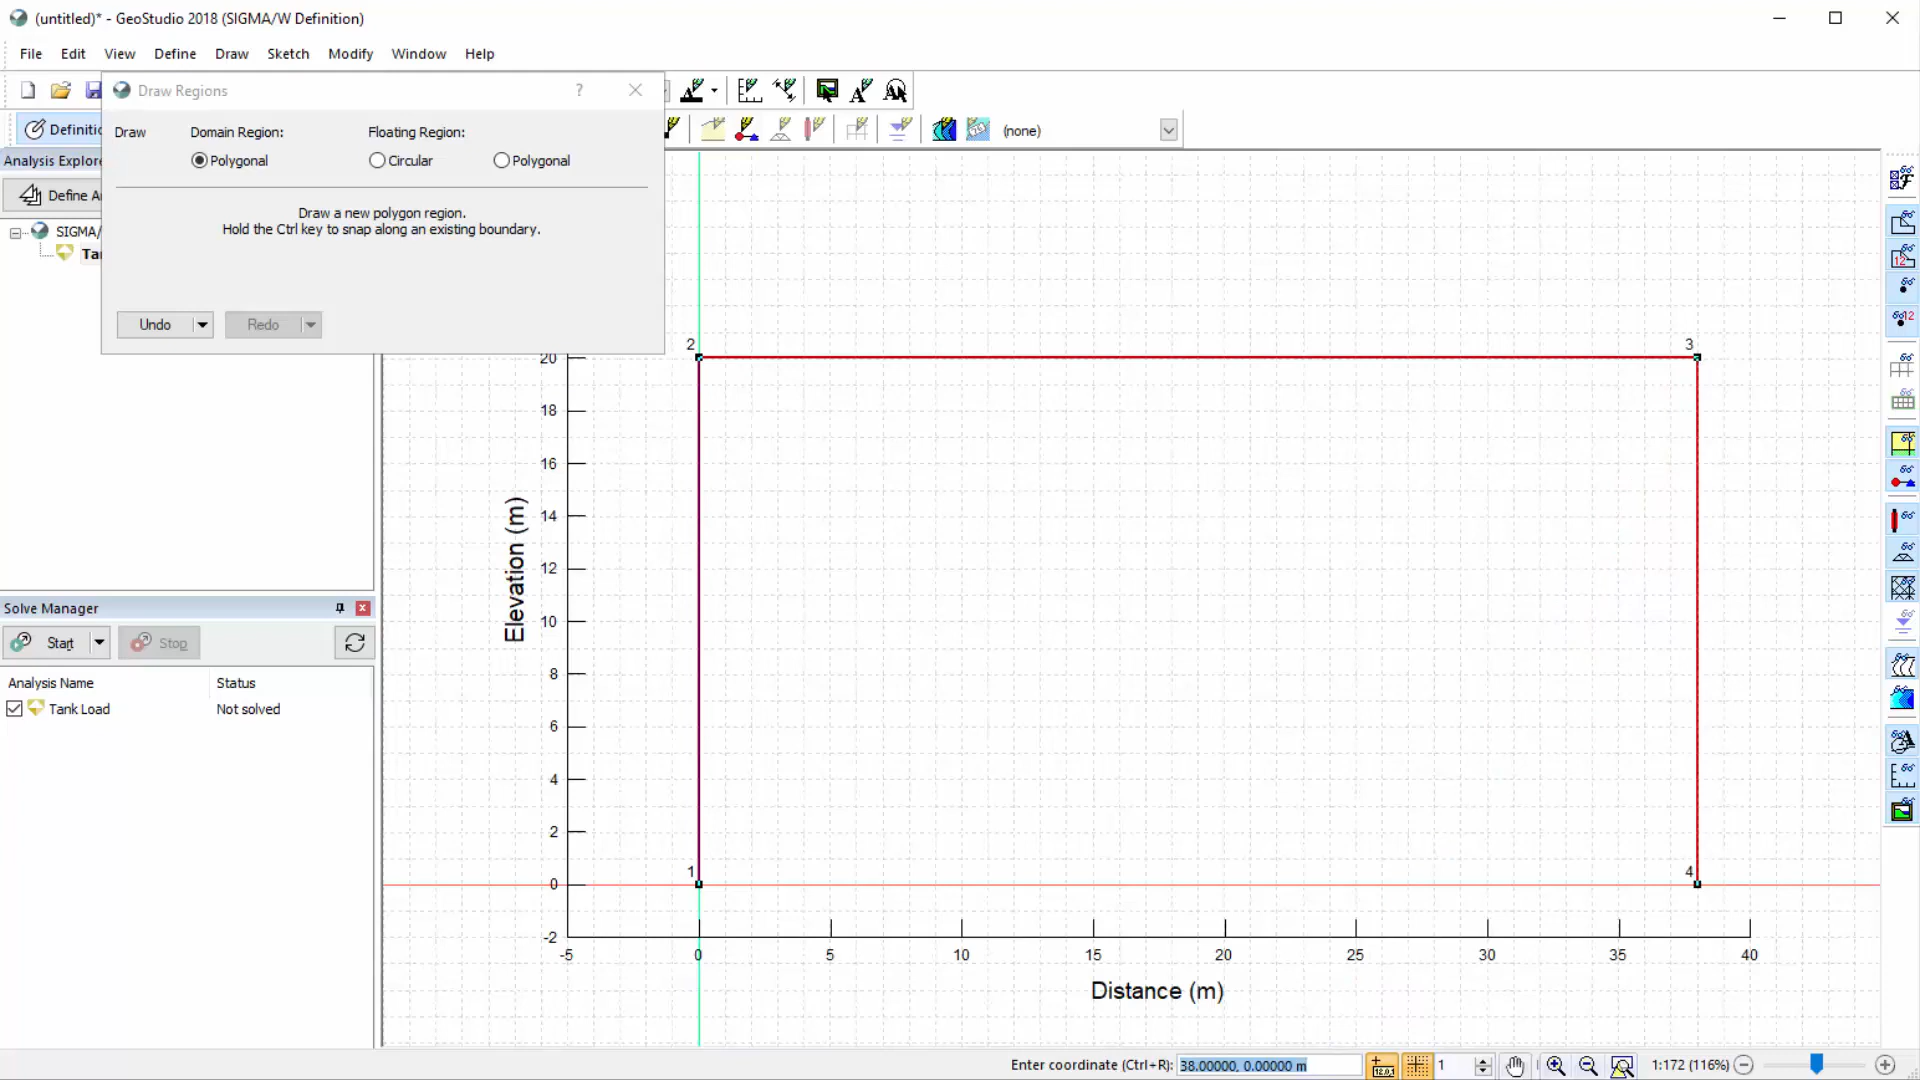 (untitled)* - GeoStudio 2018 (SIGMA/W Definition)
File Edit View Define Draw Sketch Modify Window Help
Draw Regions ?
Definitio
(none)
Draw Domain Region: Floating Region:
Polygonal Circular Polygonal
Analysis Explore
Define A
Draw a new polygon region.
Hold the Ctrl key to snap along an existing boundary.
SIGMA/
Ta
Undo Redo
2 3
20
18
16
14
12
10
8
6
4
2
0
-2
Elevation (m)
1 4
-5 0 5 10 15 20 25 30 35 40
Distance (m)
Solve Manager
Start Stop
Analysis Name Status
Tank Load Not solved
Enter coordinate (Ctrl+R): 38.00000, 0.00000 m 1 1:172 (116%)